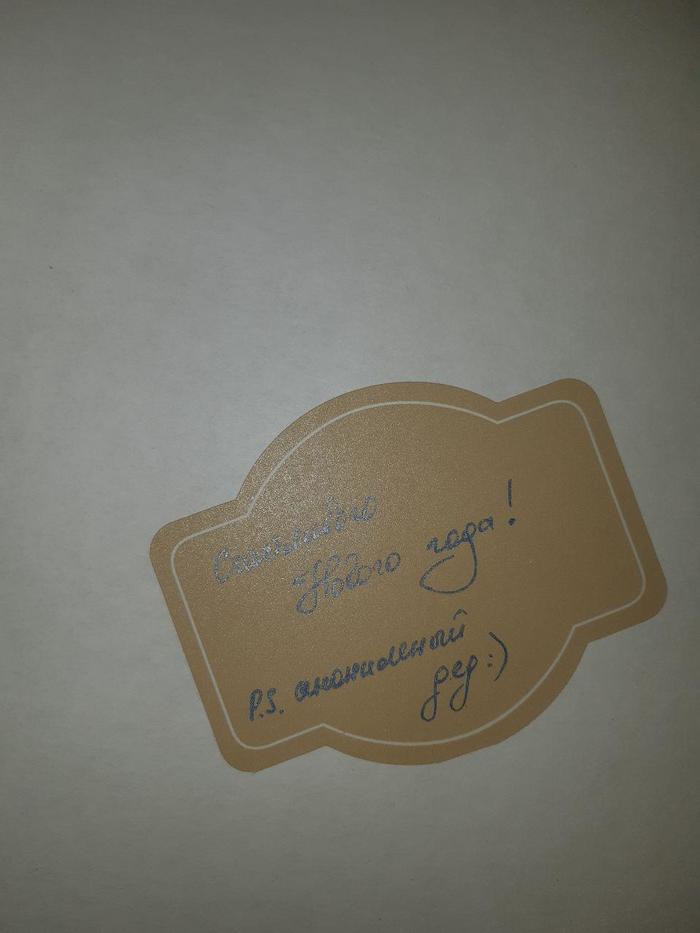 Счастливого
Нового года!
P.S. анонимный
дед :)